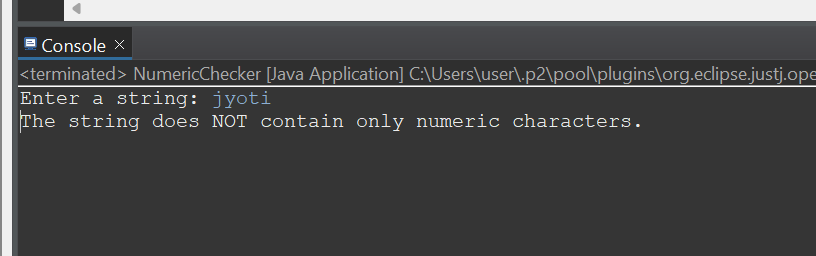 Console
<terminated> NumericChecker [Java Application] C:\Users\user\.p2\pool\plugins\org.eclipse.justj.ope
Enter a string: jyoti
The string does NOT contain only numeric characters.